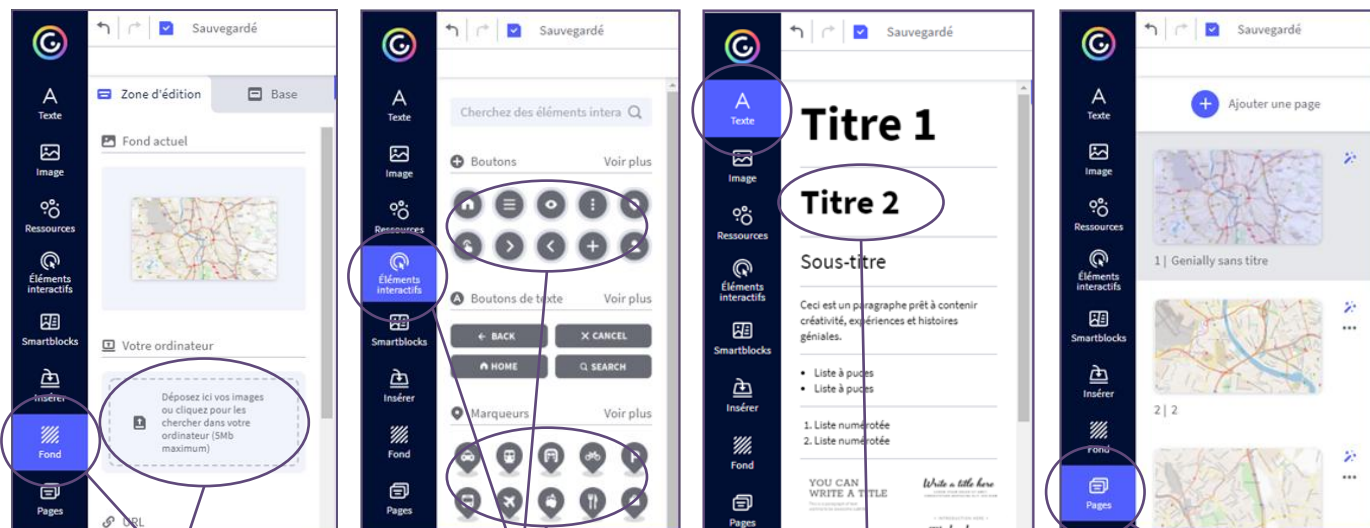 Sauvegardé
Texte
Image
Ressources
Éléments
interactifs
Smartblocks
Insérer
Fond
Pages
Zone d'édition
Base
Fond actuel
Votre ordinateur
Déposez ici vos images
ou cliquez pour les
chercher dans votre
ordinateur (5Mb
maximum)
URL
Sauvegardé
Texte
Image
Ressources
Éléments
interactifs
Smartblocks
Insérer
Fond
Pages
Cherchez des éléments intera
Boutons Voir plus
Boutons de texte Voir plus
← BACK
X CANCEL
HOME
SEARCH
Marqueurs Voir plus
Sauvegardé
Texte
Image
Ressources
Éléments
interactifs
Smartblocks
Insérer
Fond
Pages
Titre 1
Titre 2
Sous-titre
Ceci est un paragraphe prêt à contenir
créativité, expériences et histoires
géniales.
• Liste à puces
• Liste à puces
1. Liste numérotée
2. Liste numérotée
YOU CAN
WRITE A TITLE
Write a title here
Sauvegardé
Texte
Image
Ressources
Éléments
interactifs
Smartblocks
Insérer
Fond
Pages
Ajouter une page
1 | Genially sans titre
2 | 2